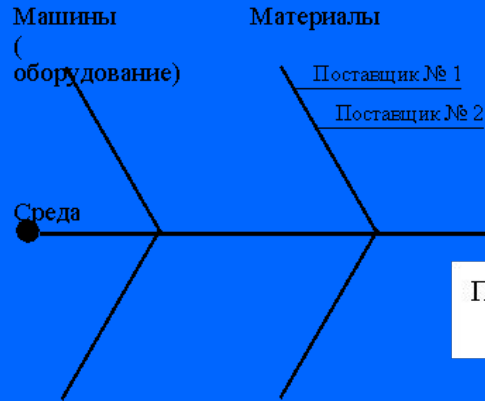 Машины
(
оборудование)
Материалы
Поставщик № 1
Поставщик № 2
Среда
П